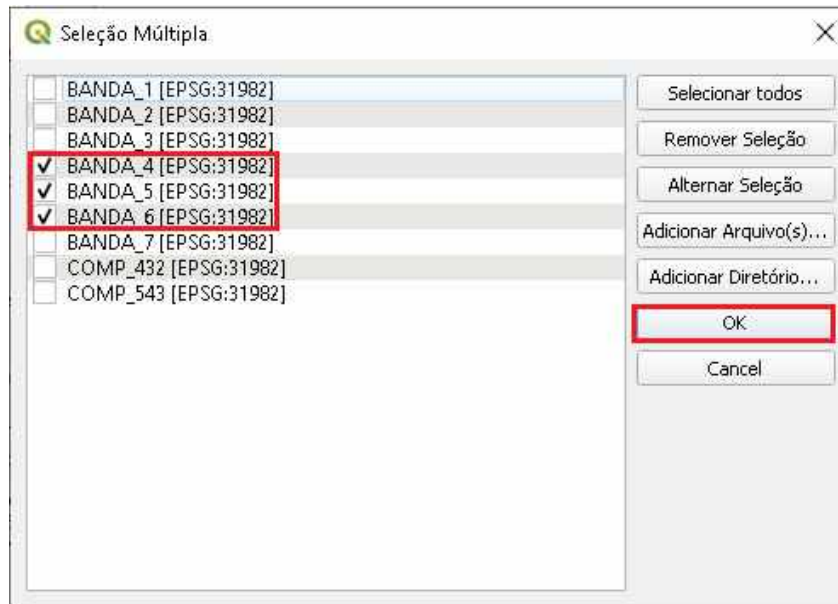 Seleção Múltipla
BANDA_1 [EPSG:31982]
BANDA_2 [EPSG:31982]
BANDA_3 [EPSG:31982]
BANDA_4 [EPSG:31982]
BANDA_5 [EPSG:31982]
BANDA_6 [EPSG:31982]
BANDA_7 [EPSG:31982]
COMP_432 [EPSG:31982]
COMP_543 [EPSG:31982]
Selecionar todos
Remover Seleção
Alternar Seleção
Adicionar Arquivo(s)...
Adicionar Diretório...
OK
Cancel